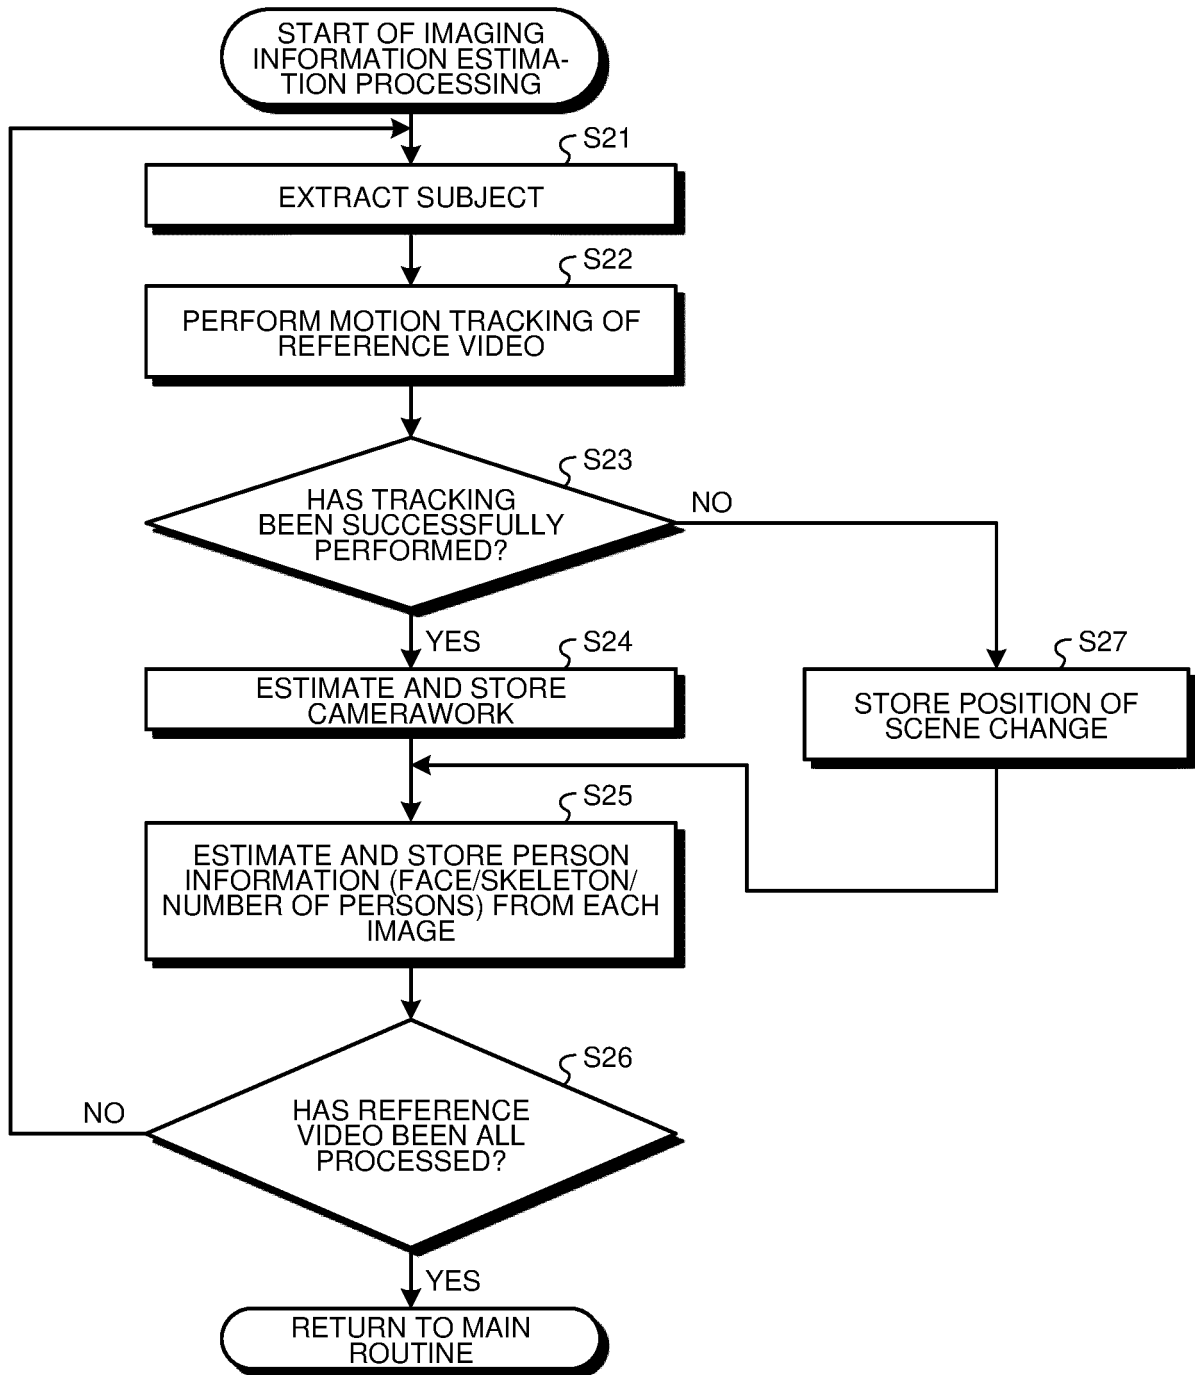 START OF IMAGING
INFORMATION ESTIMA-
TION PROCESSING
S21
EXTRACT SUBJECT
S22
PERFORM MOTION TRACKING OF
REFERENCE VIDEO
S23
HAS TRACKING
BEEN SUCCESSFULLY
PERFORMED?
NO
YES
S24
ESTIMATE AND STORE
CAMERAWORK
S27
STORE POSITION OF
SCENE CHANGE
S25
ESTIMATE AND STORE PERSON
INFORMATION (FACE/SKELETON/
NUMBER OF PERSONS) FROM EACH
IMAGE
S26
HAS REFERENCE
VIDEO BEEN ALL
PROCESSED?
NO
YES
RETURN TO MAIN
ROUTINE